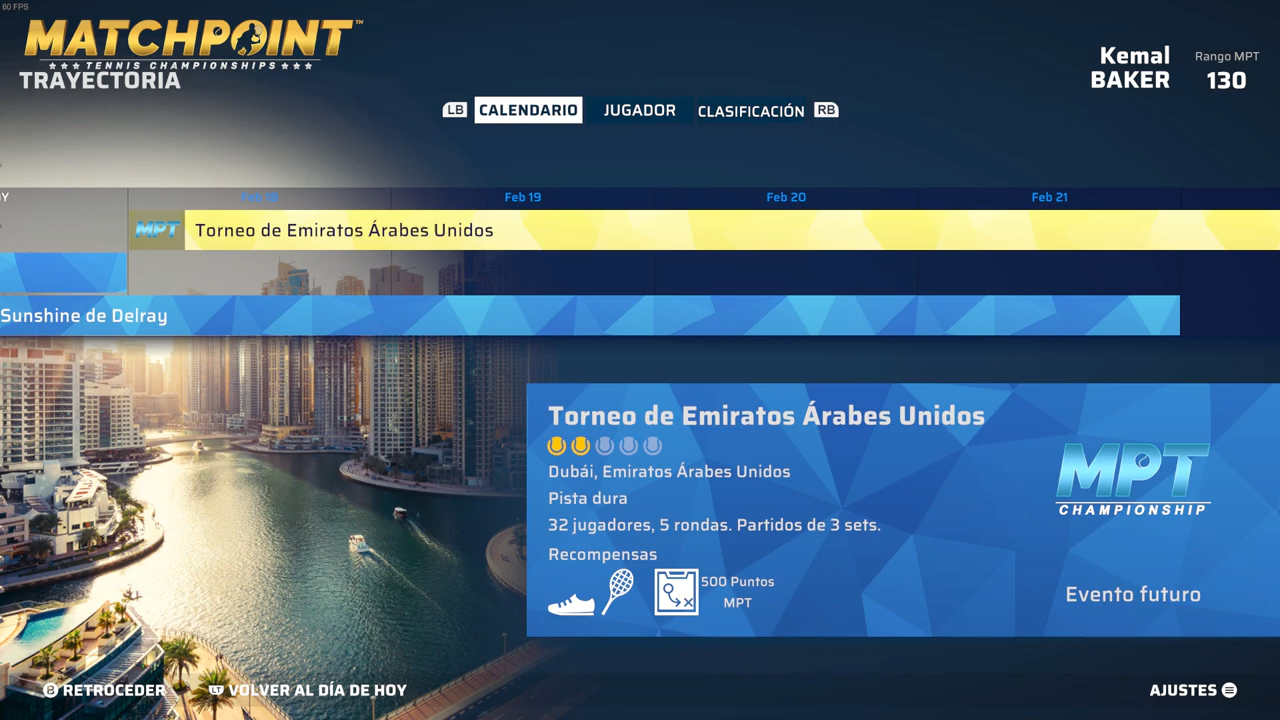 60 FPS
MATCHPOINT™
TENNIS CHAMPIONSHIPS
TRAYECTORIA
Kemal
BAKER
Rango MPT
130
LB CALENDARIO JUGADOR CLASIFICACIÓN RB
Feb 19 Feb 20 Feb 21
MPT Torneo de Emiratos Árabes Unidos
Sunshine de Delray
Torneo de Emiratos Árabes Unidos
Dubái, Emiratos Árabes Unidos
Pista dura
32 jugadores, 5 rondas. Partidos de 3 sets.
Recompensas
500 Puntos
MPT
MPT
CHAMPIONSHIP
Evento futuro
B RETROCEDER
VOLVER AL DÍA DE HOY
AJUSTES